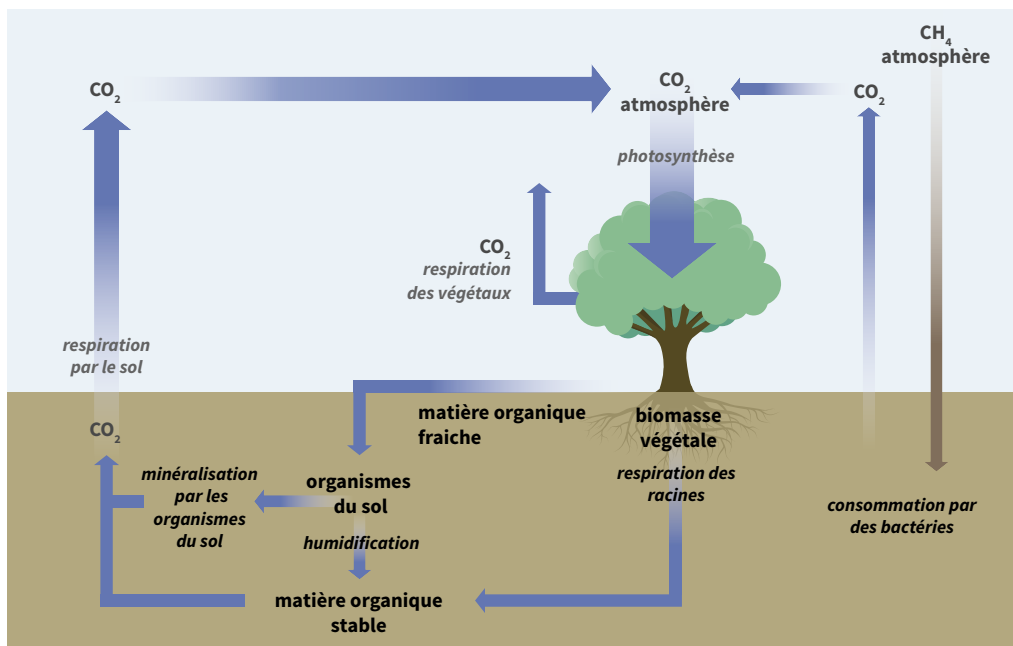 CH₄
atmosphère
CO₂
CO₂
atmosphère
CO₂
photosynthèse
CO₂
respiration
des végétaux
respiration
par le sol
CO₂
matière organique
fraiche
biomasse
végétale
minéralisation
par les
organismes
du sol
organismes
du sol
respiration des
racines
consommation par
des bactéries
humidification
matière organique
stable